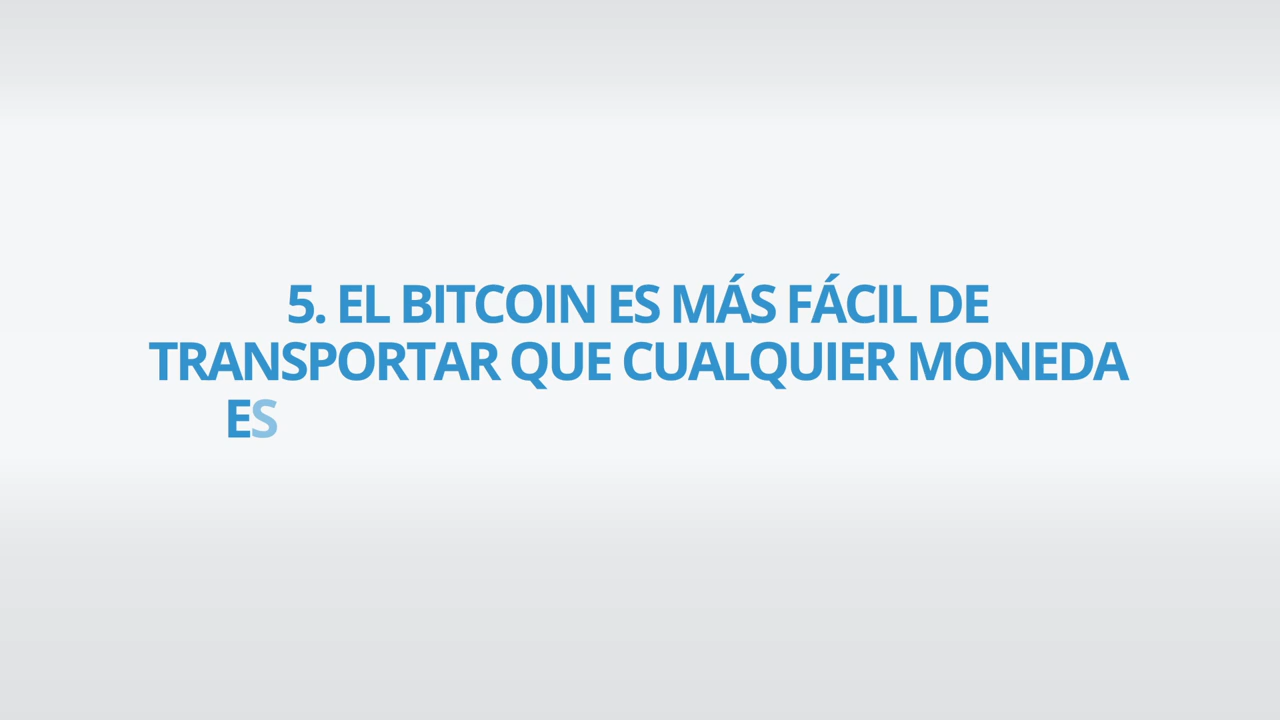 5. EL BITCOIN ES MÁS FÁCIL DE
TRANSPORTAR QUE CUALQUIER MONEDA
ES